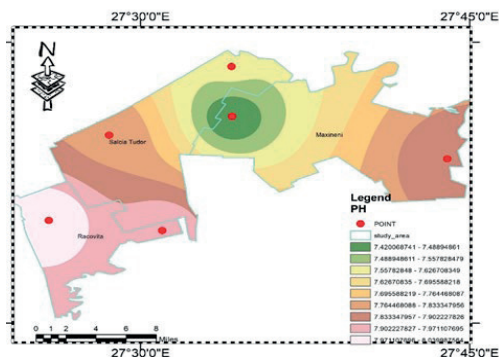 27°30'0"E
27°45'0"E
N
Salcia Tudor
Maxineni
Racovita
Legend
PH
POINT
study_area
7.420068741 - 7.48894861
7.488948611 - 7.557828479
7.55782848 - 7.626708349
7.62670835 - 7.695588218
7.695588219 - 7.764468087
7.764468088 - 7.833347956
7.833347957 - 7.902227826
7.902227827 - 7.971107695
0 1 2 4 6 8
Miles
27°30'0"E
27°45'0"E